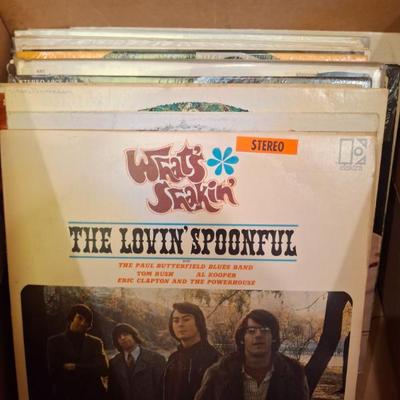 What's
STEREO
Shakin'
elektra
THE LOVIN' SPOONFUL
THE PAUL BUTTERFIELD BLUES BAND
TOM RUSH AL KOOPER
ERIC CLAPTON AND THE POWERHOUSE